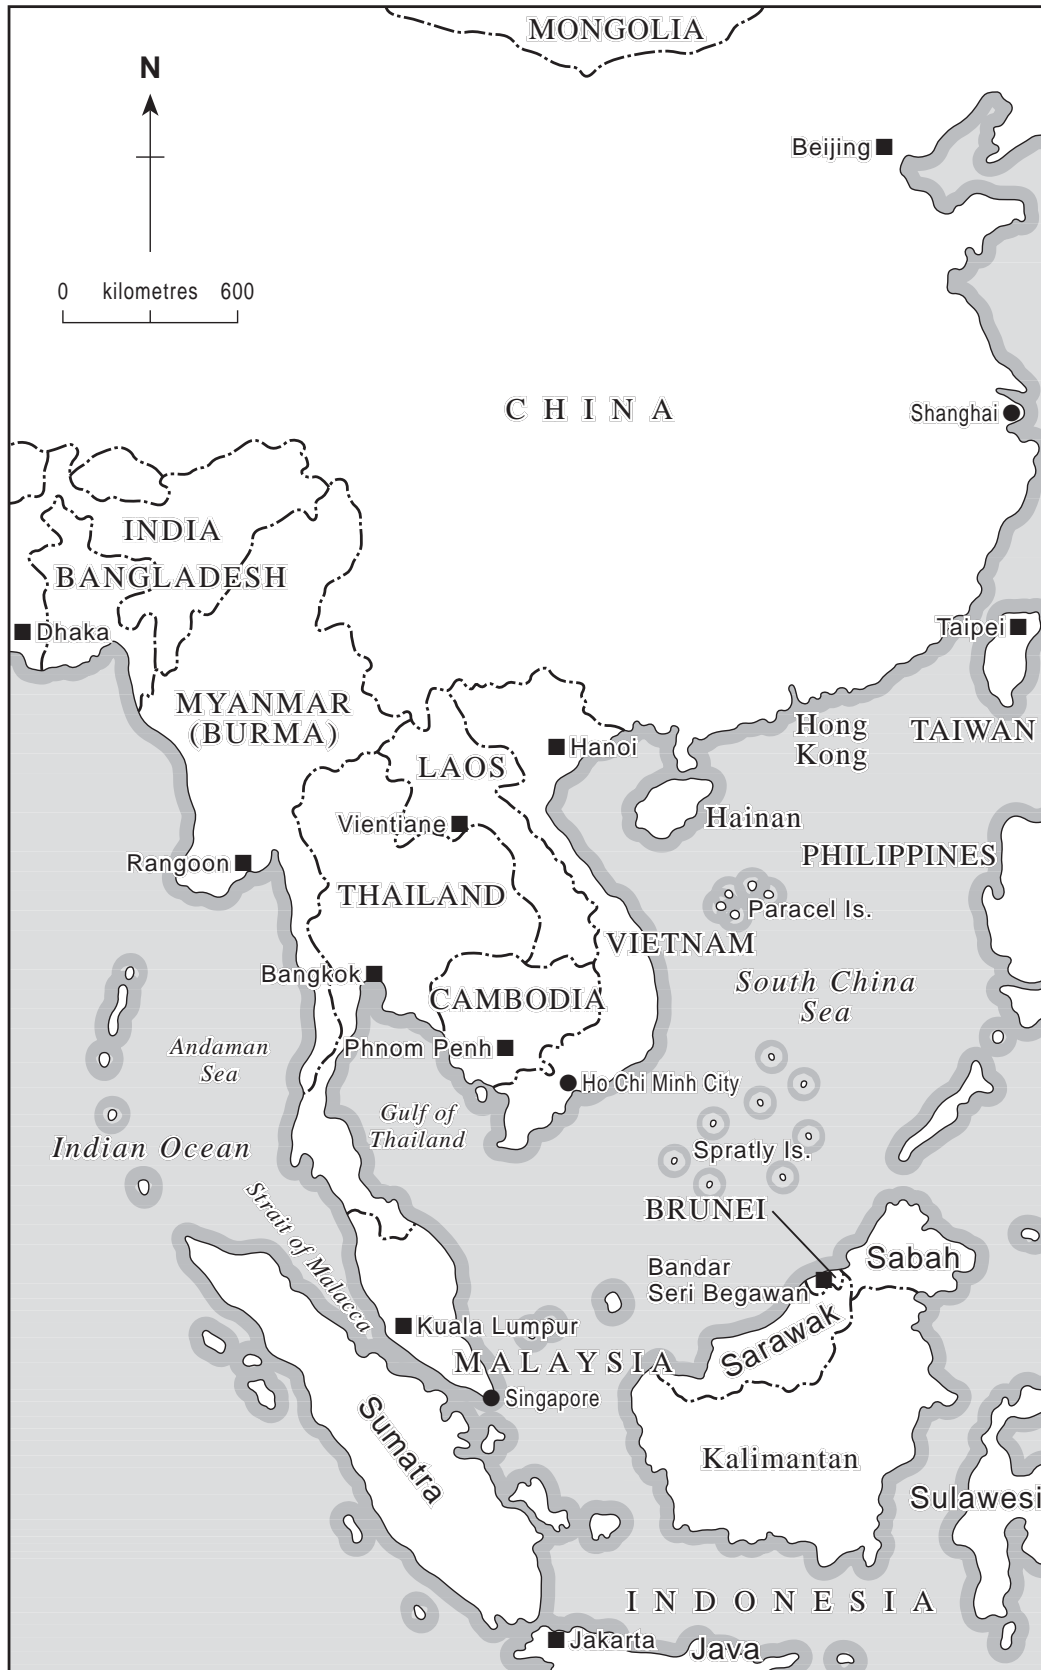 MONGOLIA
N
Beijing
0 kilometres 600
CHINA
Shanghai
INDIA
BANGLADESH
Dhaka
Taipei
MYANMAR
(BURMA)
Hong
Kong
TAIWAN
Hanoi
LAOS
Hainan
Vientiane
PHILIPPINES
Rangoon
THAILAND
Paracel Is.
VIETNAM
Bangkok
South China
Sea
CAMBODIA
Andaman
Sea
Phnom Penh
Ho Chi Minh City
Gulf of
Thailand
Indian Ocean
Spratly Is.
Strait of Malacca
BRUNEI
Sabah
Bandar
Seri Begawan
Kuala Lumpur
Sarawak
MALAYSIA
Singapore
Sumatra
Kalimantan
Sulawesi
INDONESIA
Jakarta
Java